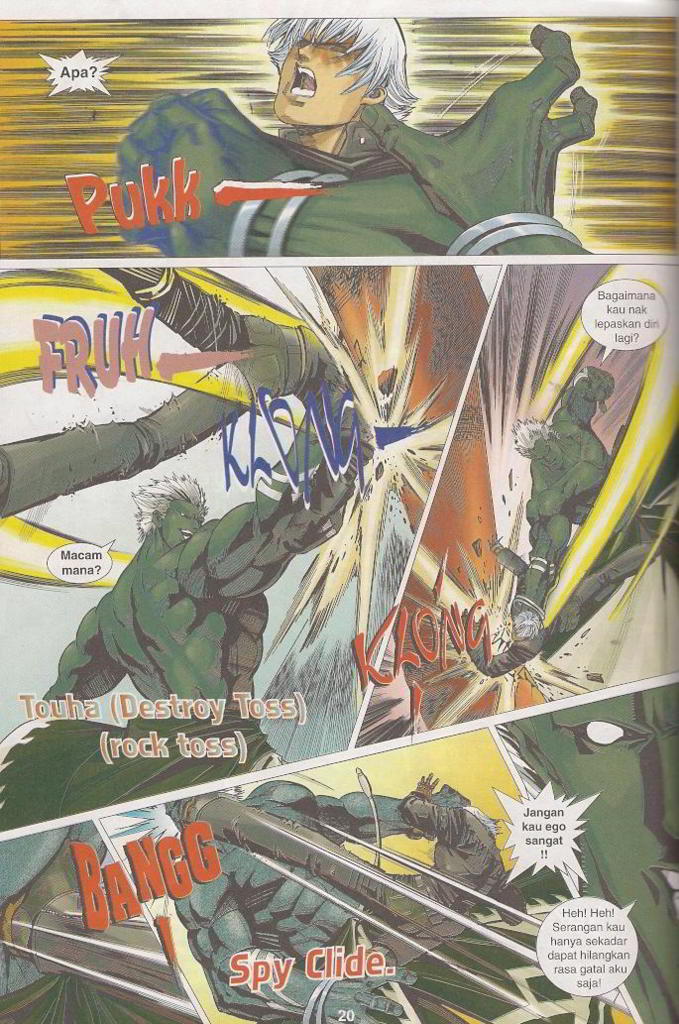 Apa?
PUKK
FRUH
KLONG
Bagaimana
kau nak
lepaskan diri
lagi?
Macam
mana?
KLONG
!
Touha (Destroy Toss)
(rock toss)
BANGG
!
Jangan
kau ego
sangat
!!
Heh! Heh!
Serangan kau
hanya sekadar
dapat hilangkan
rasa gatal aku
saja!
Spy Clide.
20